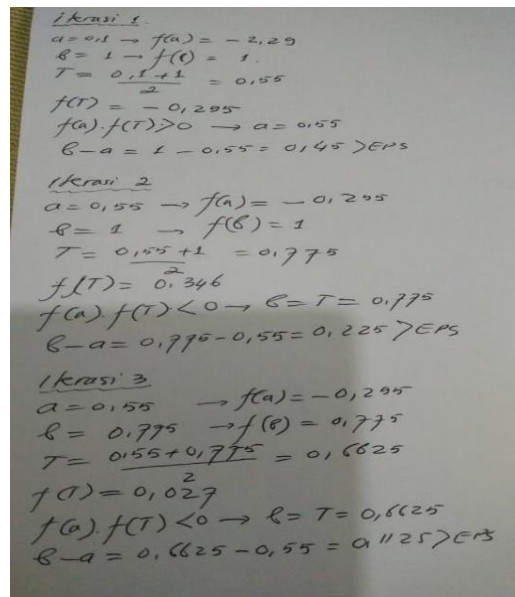 iterasi 1
a = 0,1 → f(a) = - 2,29
b = 1 → f(b) = 1.
T = (0,1 + 1)/2 = 0.55
f(T) = - 0,295
f(a).f(T) > 0 → a = 0.55
b - a = 1 - 0.55 = 0,45 > EPS
Iterasi 2
a = 0,55 → f(a) = - 0,295
b = 1 → f(b) = 1
T = (0,55 + 1)/2 = 0,775
f(T) = 0.346
f(a).f(T) < 0 → b = T = 0,775
b - a = 0,775 - 0,55 = 0,225 > EPS
Iterasi 3
a = 0,55 → f(a) = - 0,295
b = 0.775 → f(b) = 0,775
T = (0.55 + 0,775)/2 = 0,6625
f(T) = 0,027
f(a).f(T) < 0 → b = T = 0,6625
b - a = 0.6625 - 0,55 = 0,1125 > EPS